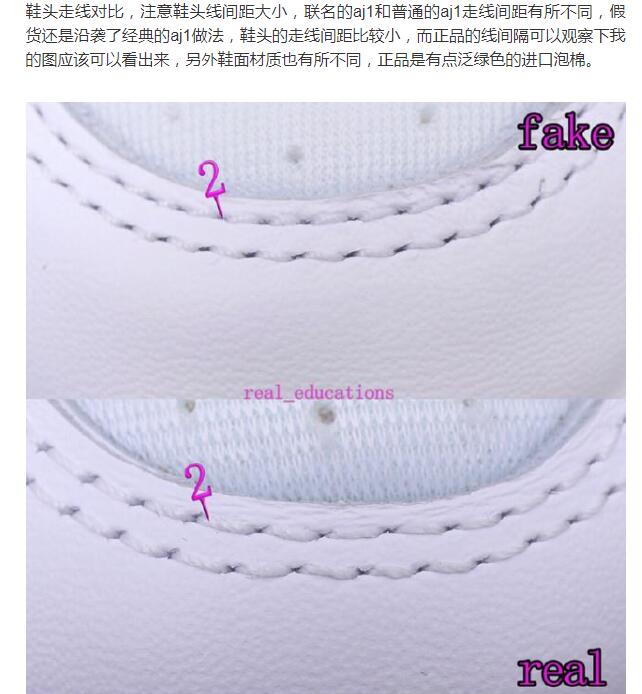 鞋头走线对比，注意鞋头线间距大小，联名的aj1和普通的aj1走线间距有所不同，假
货还是沿袭了经典的aj1做法，鞋头的走线间距比较小，而正品的线间隔可以观察下我
的图应该可以看出来，另外鞋面材质也有所不同，正品是有点泛绿色的进口泡棉。
fake
2
real_educations
2
real